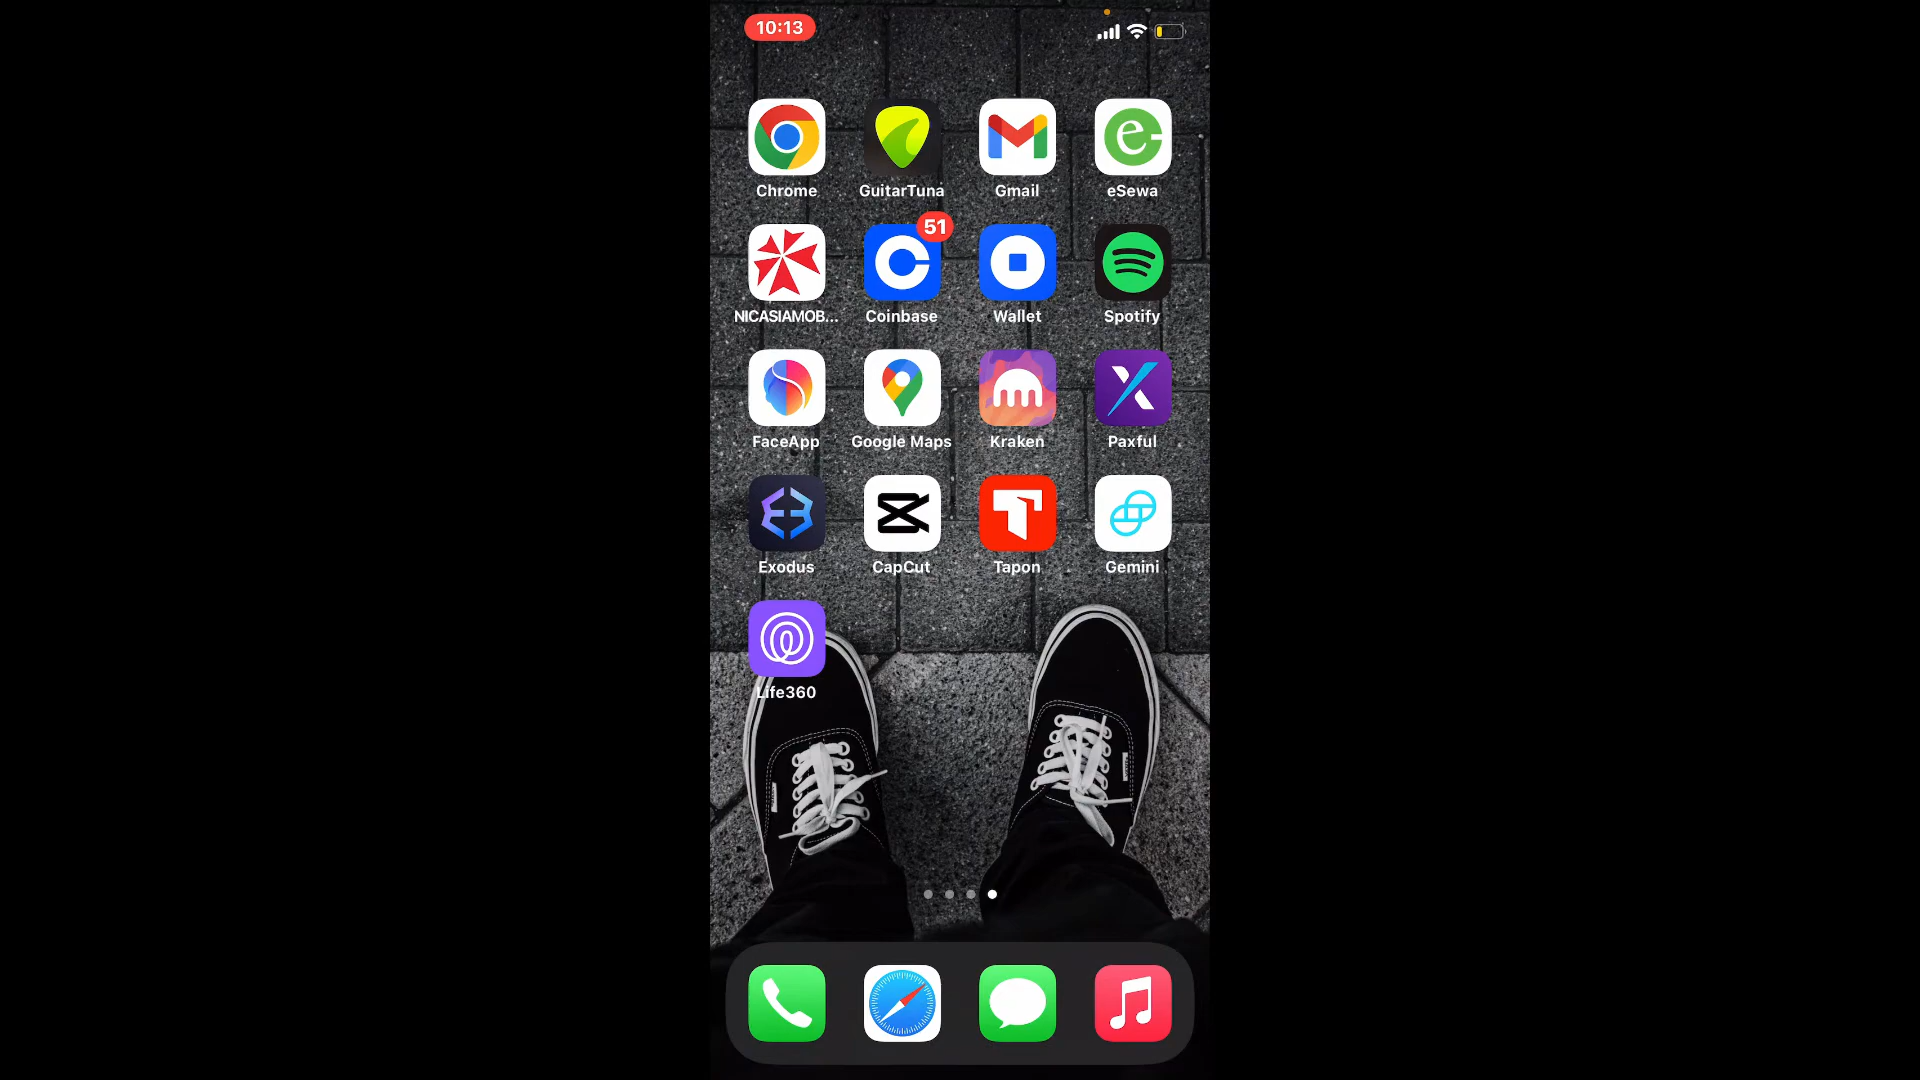 10:13
Chrome
GuitarTuna
Gmail
eSewa
51
NICASIAMOB...
Coinbase
Wallet
Spotify
FaceApp
Google Maps
Kraken
Paxful
Exodus
CapCut
Tapon
Gemini
Life360